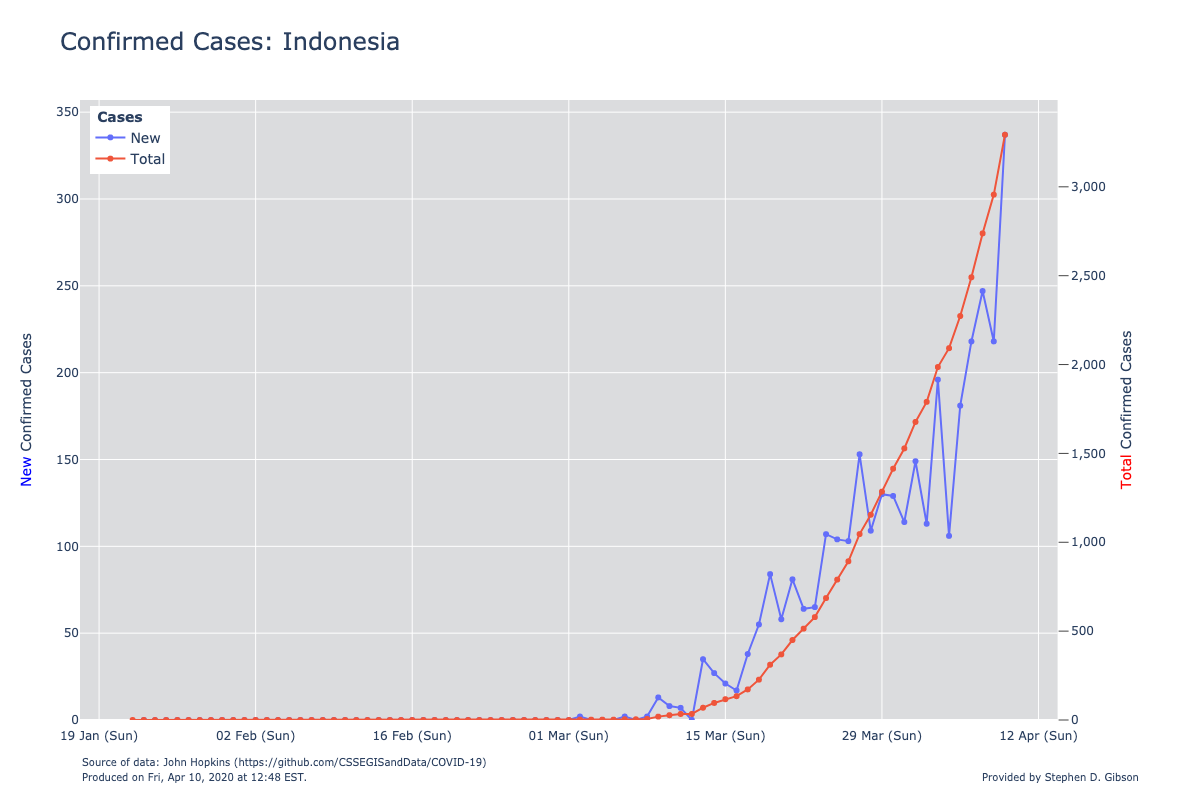 Confirmed Cases: Indonesia
Cases
New
Total
350
300
250
200
150
100
50
0
New Confirmed Cases
3,000
2,500
2,000
1,500
1,000
500
0
Total Confirmed Cases
19 Jan (Sun) 02 Feb (Sun) 16 Feb (Sun) 01 Mar (Sun) 15 Mar (Sun) 29 Mar (Sun) 12 Apr (Sun)
Source of data: John Hopkins (https://github.com/CSSEGISandData/COVID-19)
Produced on Fri, Apr 10, 2020 at 12:48 EST.
Provided by Stephen D. Gibson